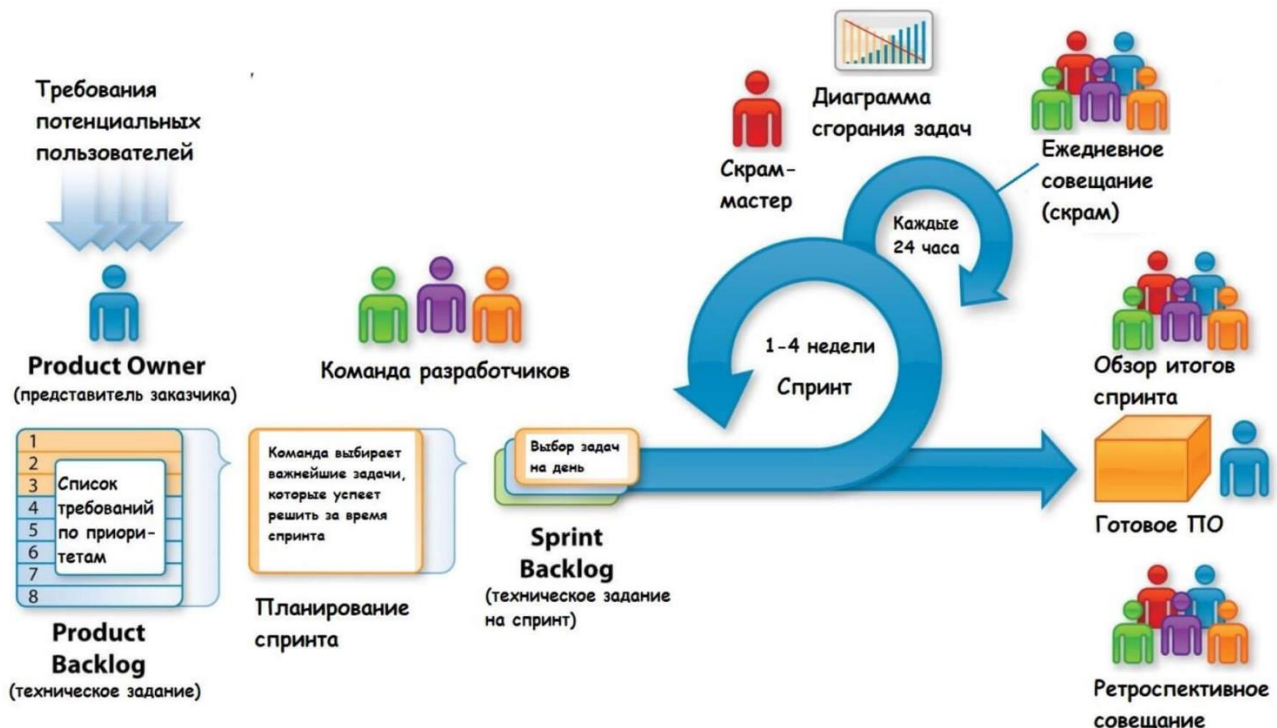 Требования
потенциальных
пользователей
Product Owner
(представитель заказчика)
1
2
3
4
5
6
7
8
Список
требований
по приори-
тетам
Product
Backlog
(техническое задание)
Команда разработчиков
Команда выбирает
важнейшие задачи,
которые успеет
решить за время
спринта
Планирование
спринта
Выбор задач
на день
Sprint
Backlog
(техническое задание
на спринт)
Скрам-
мастер
Диаграмма
сгорания задач
Каждые
24 часа
1-4 недели
Спринт
Ежедневное
совещание
(скрам)
Обзор итогов
спринта
Готовое ПО
Ретроспективное
совещание